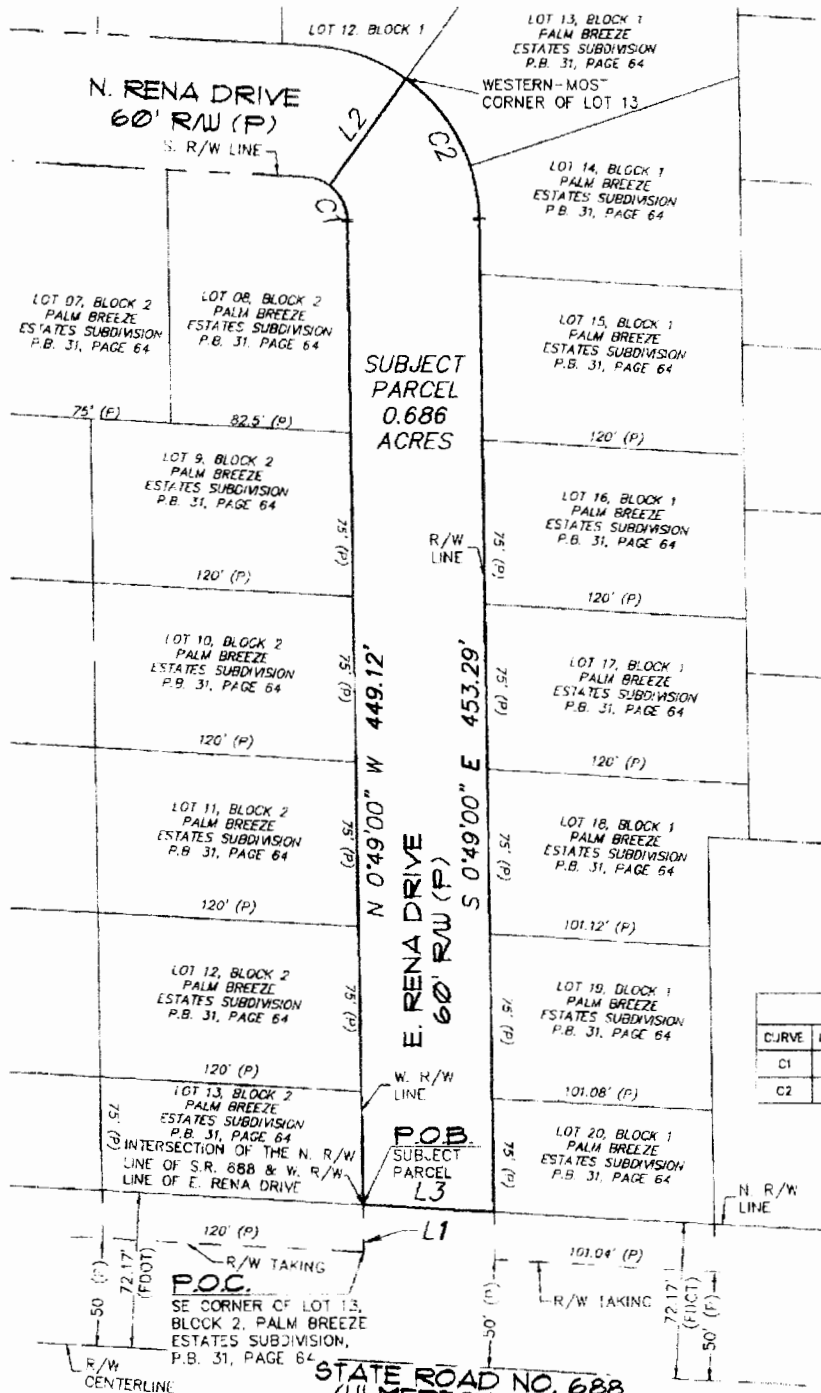 LOT 12, BLOCK 1
LOT 13, BLOCK 1
PALM BREEZE
ESTATES SUBDIVISION
P.B. 31, PAGE 64
N. RENA DRIVE
60' R/W (P)
S. R/W LINE
L2
WESTERN-MOST
CORNER OF LOT 13
C2
C1
LOT 14, BLOCK 1
PALM BREEZE
ESTATES SUBDIVISION
P.B. 31, PAGE 64
LOT 07, BLOCK 2
PALM BREEZE
ESTATES SUBDIVISION
P.B. 31, PAGE 64
LOT 08, BLOCK 2
PALM BREEZE
ESTATES SUBDIVISION
P.B. 31, PAGE 64
LOT 15, BLOCK 1
PALM BREEZE
ESTATES SUBDIVISION
P.B. 31, PAGE 64
SUBJECT
PARCEL
0.686
ACRES
75' (P)
82.5' (P)
120' (P)
LOT 9, BLOCK 2
PALM BREEZE
ESTATES SUBDIVISION
P.B. 31, PAGE 64
75' (P)
R/W
LINE
75' (P)
LOT 16, BLOCK 1
PALM BREEZE
ESTATES SUBDIVISION
P.B. 31, PAGE 64
120' (P)
120' (P)
LOT 10, BLOCK 2
PALM BREEZE
ESTATES SUBDIVISION
P.B. 31, PAGE 64
75' (P)
N 0°49'00" W 449.12'
S 0°49'00" E 453.29'
75' (P)
LOT 17, BLOCK 1
PALM BREEZE
ESTATES SUBDIVISION
P.B. 31, PAGE 64
120' (P)
120' (P)
LOT 11, BLOCK 2
PALM BREEZE
ESTATES SUBDIVISION
P.B. 31, PAGE 64
75' (P)
E. RENA DRIVE
60' R/W (P)
75' (P)
LOT 18, BLOCK 1
PALM BREEZE
ESTATES SUBDIVISION
P.B. 31, PAGE 64
120' (P)
101.12' (P)
LOT 12, BLOCK 2
PALM BREEZE
ESTATES SUBDIVISION
P.B. 31, PAGE 64
75' (P)
75' (P)
LOT 19, BLOCK 1
PALM BREEZE
ESTATES SUBDIVISION
P.B. 31, PAGE 64
CURVE
C1
C2
120' (P)
W. R/W
LINE
101.08' (P)
75' (P)
LOT 13, BLOCK 2
PALM BREEZE
ESTATES SUBDIVISION
P.B. 31, PAGE 64
INTERSECTION OF THE N. R/W
LINE OF S.R. 688 & W. R/W
LINE OF E. RENA DRIVE
P.O.B.
SUBJECT
PARCEL
L3
75' (P)
LOT 20, BLOCK 1
PALM BREEZE
ESTATES SUBDIVISION
P.B. 31, PAGE 64
N. R/W
LINE
L1
120' (P)
R/W TAKING
101.04' (P)
R/W TAKING
50' (P)
72.17'
(FDOT)
P.O.C.
SE CORNER OF LOT 13,
BLOCK 2, PALM BREEZE
ESTATES SUBDIVISION,
P.B. 31, PAGE 64
50' (P)
72.17'
(FDOT)
50' (P)
R/W
CENTERLINE
STATE ROAD NO. 688